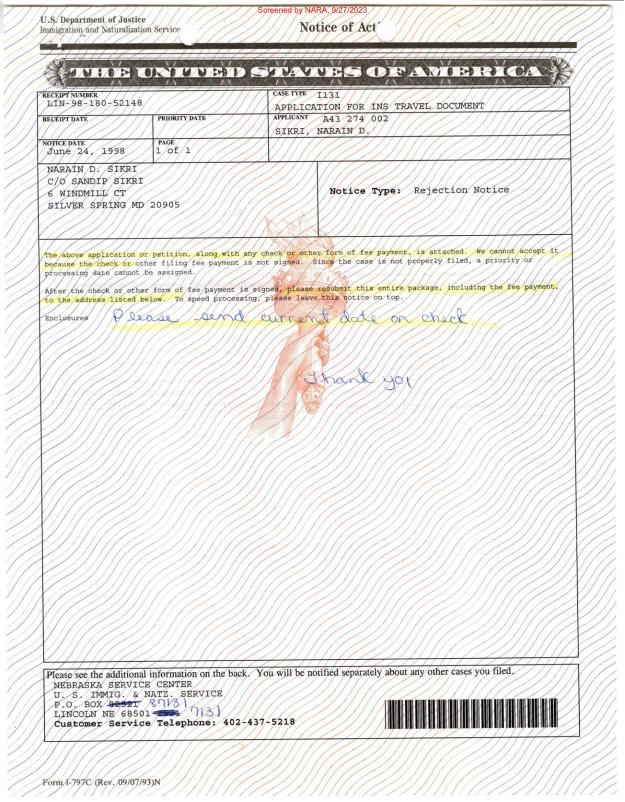 Screened by NARA, 9/27/2023
U.S. Department of Justice
Immigration and Naturalization Service
Notice of Act
THE UNITED STATES OF AMERICA
RECEIPT NUMBER
LIN-98-180-52148
CASE TYPE I131
APPLICATION FOR INS TRAVEL DOCUMENT
RECEIPT DATE
PRIORITY DATE
APPLICANT A43 274 002
SIKRI, NARAIN D.
NOTICE DATE
June 24, 1998
PAGE
1 of 1
NARAIN D. SIKRI
C/O SANDIP SIKRI
6 WINDMILL CT
SILVER SPRING MD 20905
Notice Type: Rejection Notice
The above application or petition, along with any check or other form of fee payment, is attached. We cannot accept it
because the check or other filing fee payment is not signed. Since the case is not properly filed, a priority or
processing date cannot be assigned.
After the check or other form of fee payment is signed, please resubmit this entire package, including the fee payment,
to the address listed below. To speed processing, please leave this notice on top.
Enclosures
Please send current date on check.
Thank yo
Please see the additional information on the back. You will be notified separately about any other cases you filed.
NEBRASKA SERVICE CENTER
U. S. IMMIG. & NATZ. SERVICE
P.O. BOX 87131
LINCOLN NE 68501 7131
Customer Service Telephone: 402-437-5218
Form I-797C (Rev. 09/07/93)N